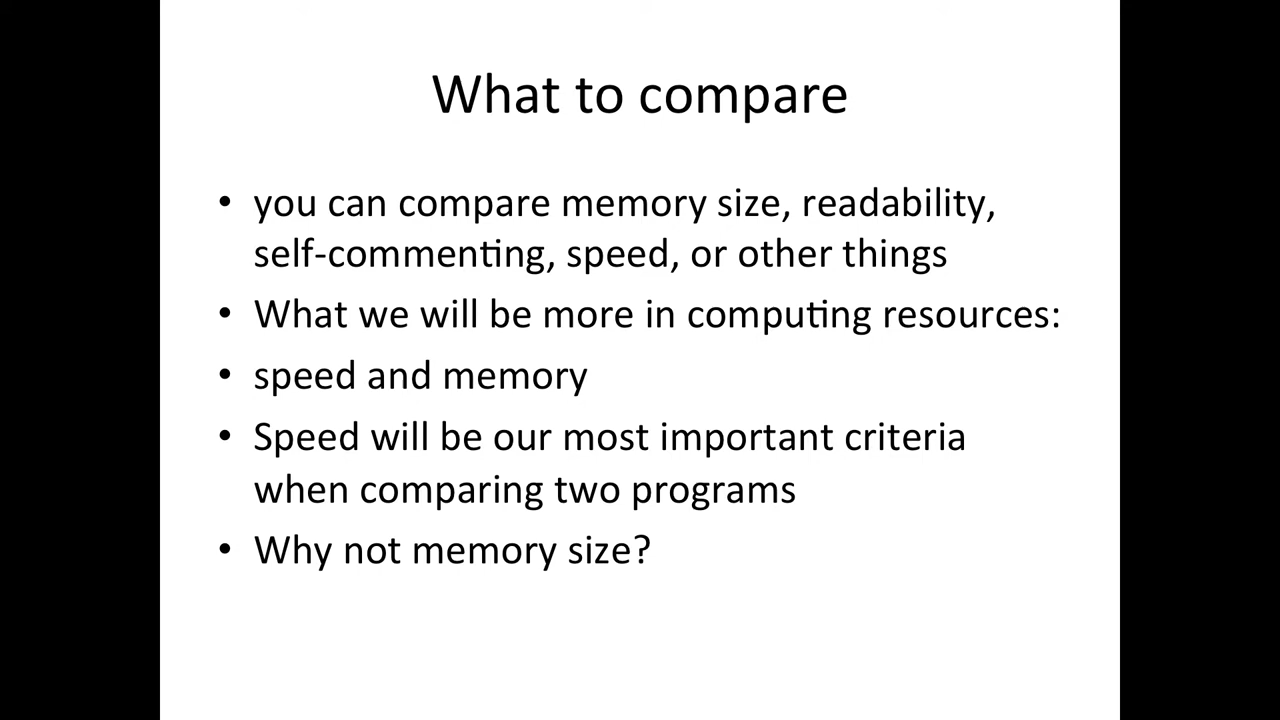 What to compare
• you can compare memory size, readability,
self-commenting, speed, or other things
• What we will be more in computing resources:
• speed and memory
• Speed will be our most important criteria
when comparing two programs
• Why not memory size?